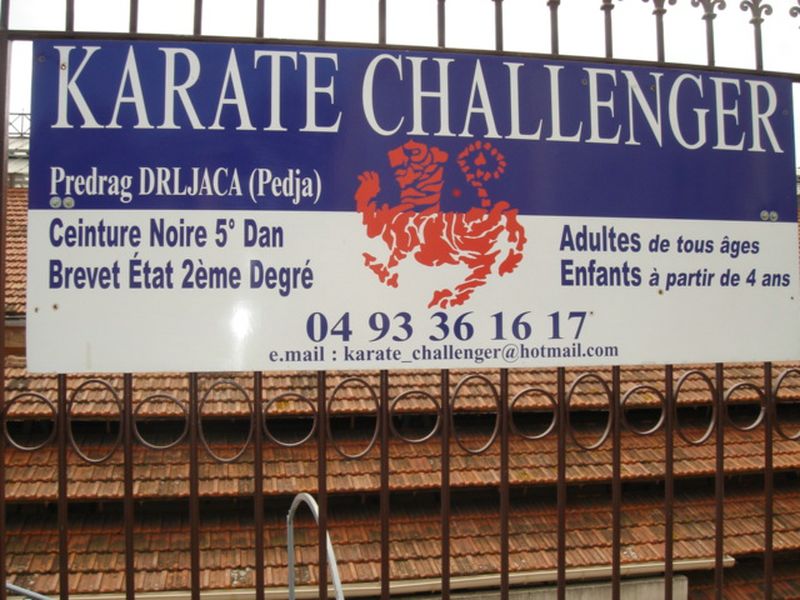 KARATE CHALLENGER
Predrag DRLJACA (Pedja)
Ceinture Noire 5° Dan
Brevet État 2ème Degré
Adultes de tous âges
Enfants à partir de 4 ans
04 93 36 16 17
e.mail : karate_challenger@hotmail.com